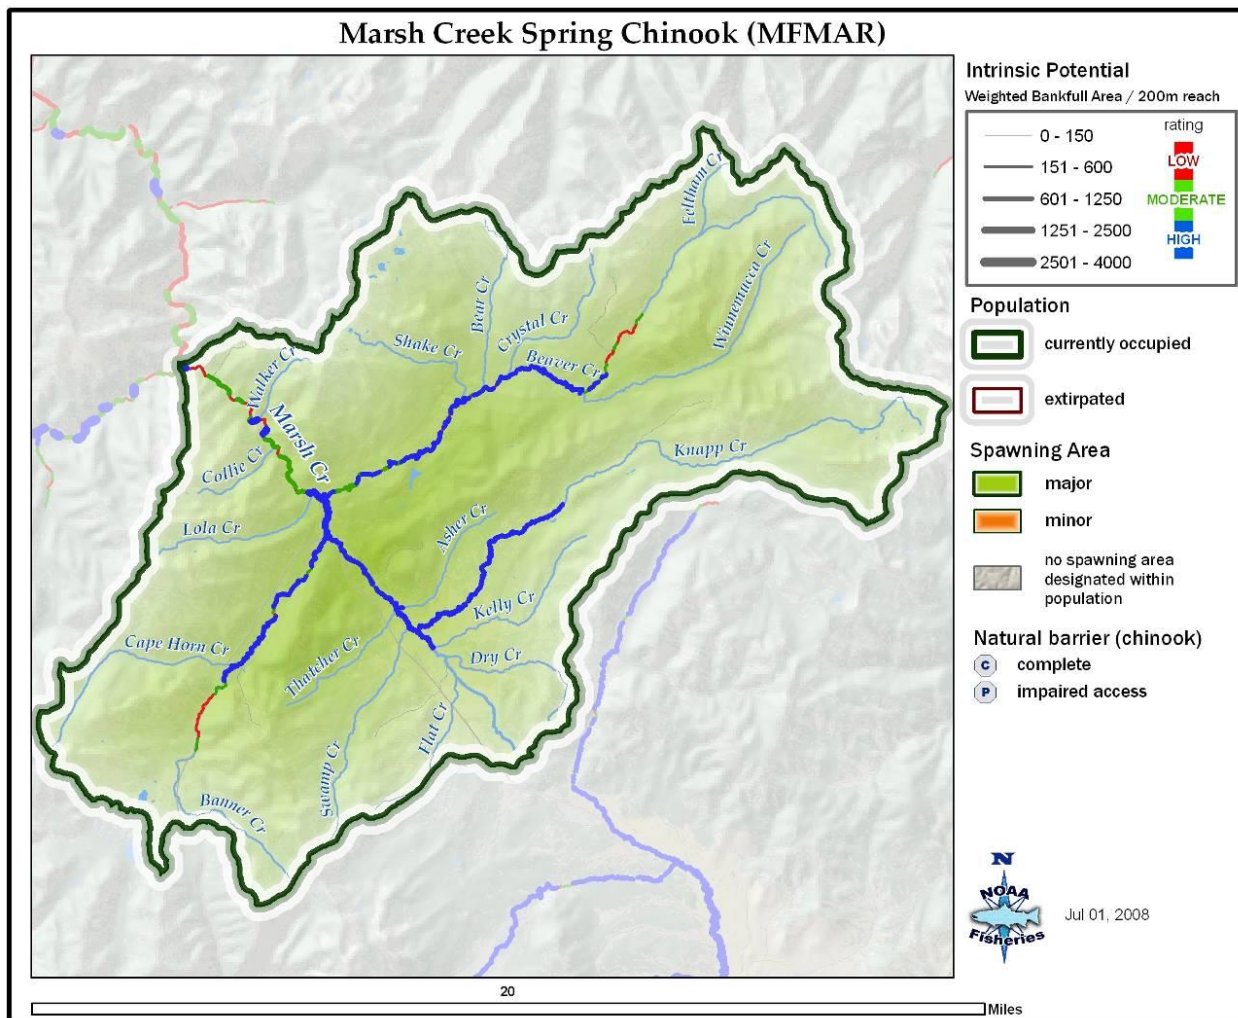 Marsh Creek Spring Chinook (MFMAR)
Intrinsic Potential
Weighted Bankfull Area / 200m reach
rating
0 - 150
151 - 600
601 - 1250
1251 - 2500
2501 - 4000
LOW
MODERATE
HIGH
Population
currently occupied
extirpated
Spawning Area
major
minor
no spawning area
designated within
population
Natural barrier (chinook)
C complete
P impaired access
Feltham Cr
Winnemucca Cr
Bear Cr
Crystal Cr
Shake Cr
Beaver Cr
Walker Cr
Marsh Cr
Knapp Cr
Collie Cr
Lola Cr
Asher Cr
Kelly Cr
Cape Horn Cr
Thatcher Cr
Dry Cr
Flat Cr
Swamp Cr
Banner Cr
N
NOAA
Fisheries
Jul 01, 2008
20
Miles